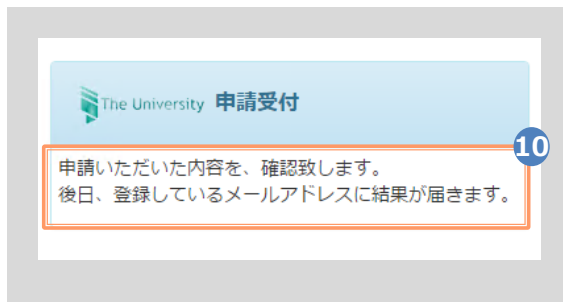 The University 申請受付
10
申請いただいた内容を、確認致します。
後日、登録しているメールアドレスに結果が届きます。